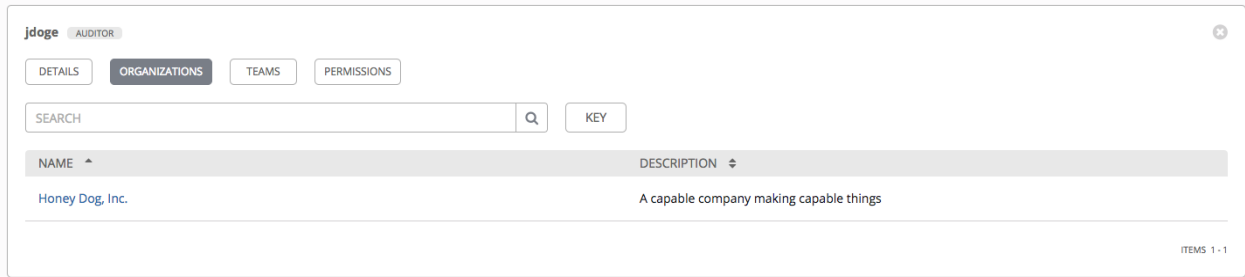 jdoge AUDITOR
DETAILS ORGANIZATIONS TEAMS PERMISSIONS
SEARCH KEY
NAME DESCRIPTION
Honey Dog, Inc. A capable company making capable things
ITEMS 1 - 1